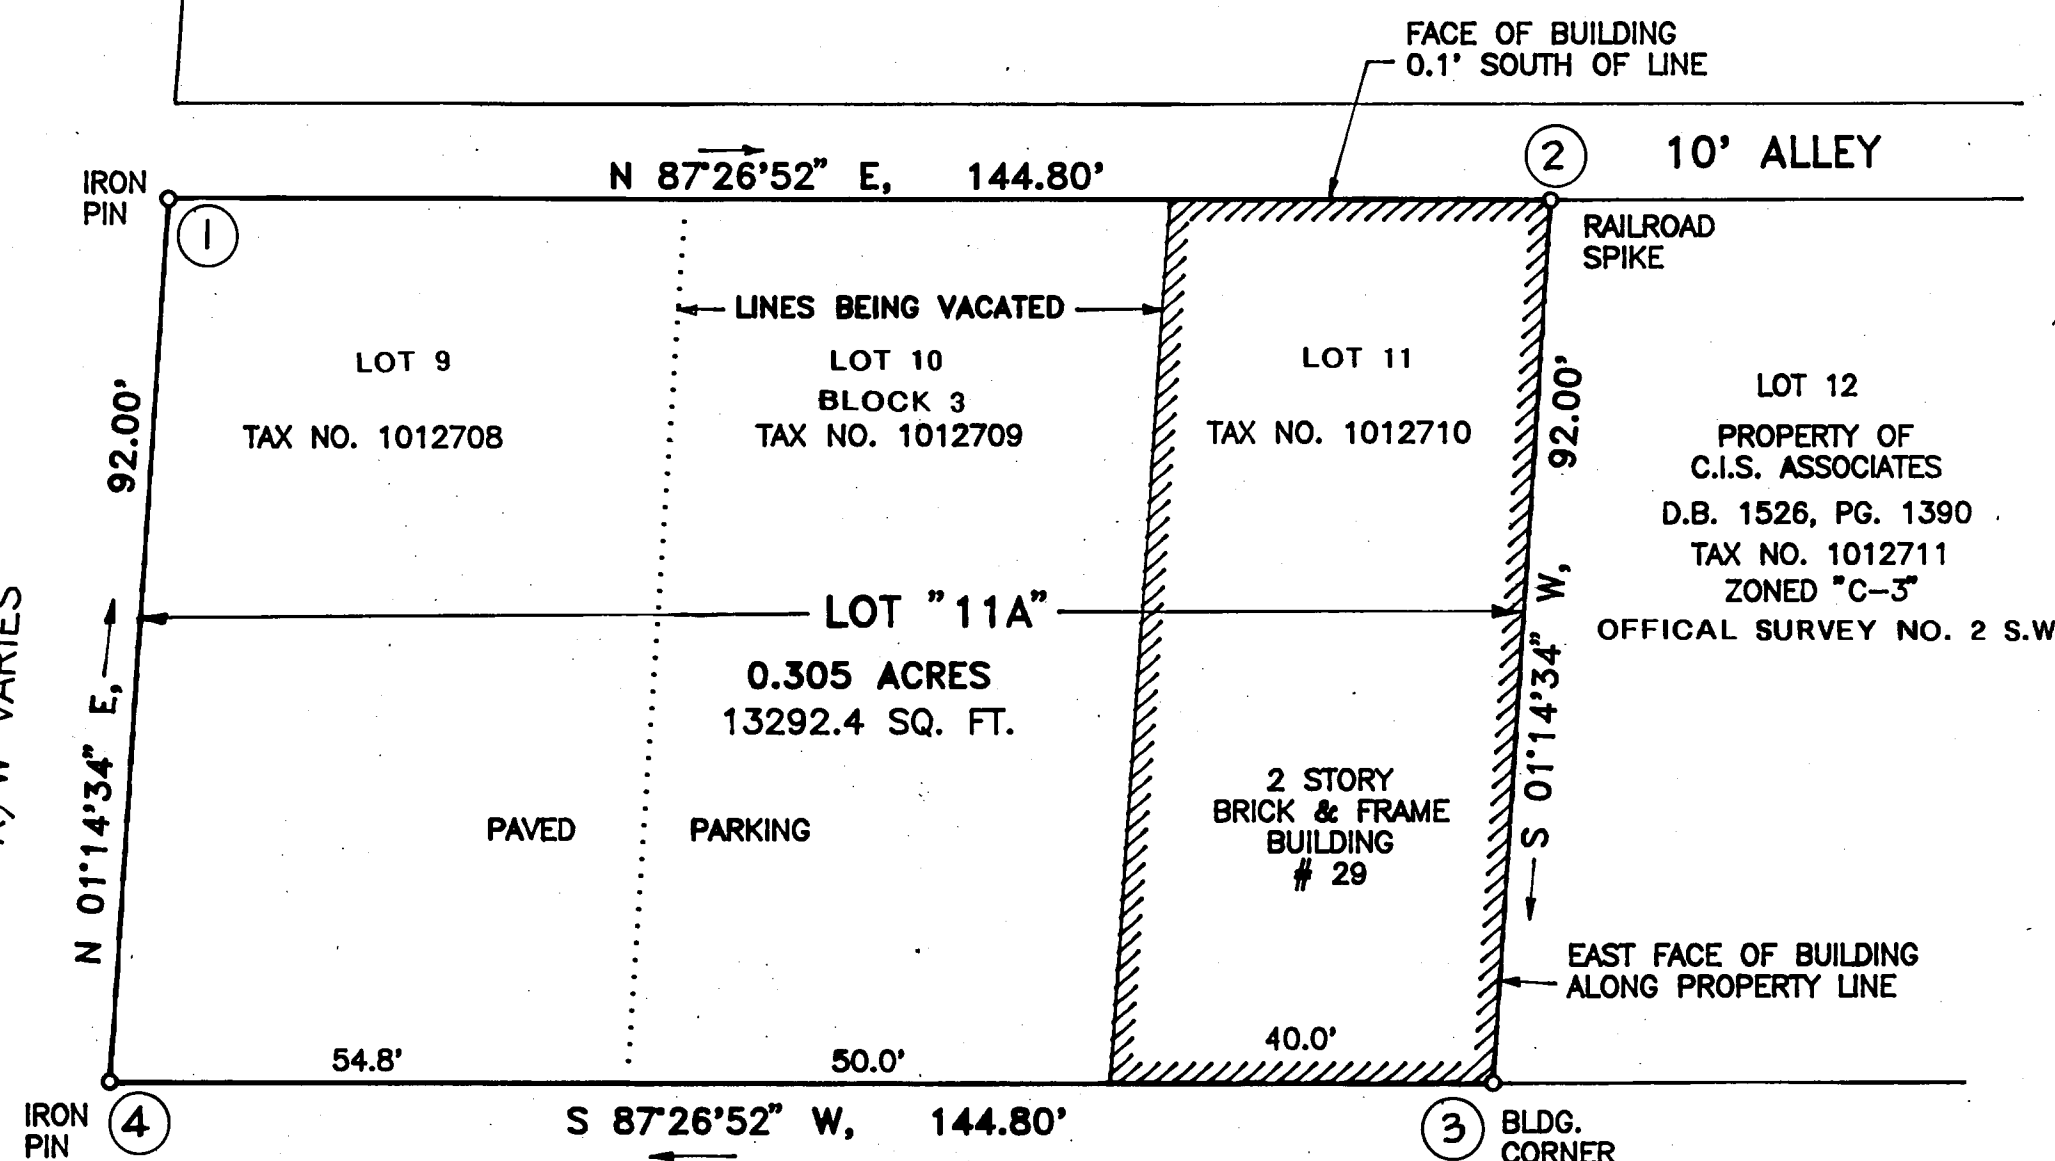 FACE OF BUILDING
0.1' SOUTH OF LINE
10' ALLEY
N 87°26'52" E, 144.80'
2
IRON
PIN
1
RAILROAD
SPIKE
LINES BEING VACATED
LOT 9
TAX NO. 1012708
LOT 10
BLOCK 3
TAX NO. 1012709
LOT 11
TAX NO. 1012710
LOT 12
PROPERTY OF
C.I.S. ASSOCIATES
D.B. 1526, PG. 1390
TAX NO. 1012711
ZONED "C-3"
OFFICAL SURVEY NO. 2 S.W
N 01°14'34" E, 92.00'
S 01°14'34" W, 92.00'
VARIES
LOT "11A"
0.305 ACRES
13292.4 SQ. FT.
PAVED PARKING
2 STORY
BRICK & FRAME
BUILDING
# 29
EAST FACE OF BUILDING
ALONG PROPERTY LINE
54.8'
50.0'
40.0'
IRON
PIN
4
S 87°26'52" W, 144.80'
3
BLDG.
CORNER